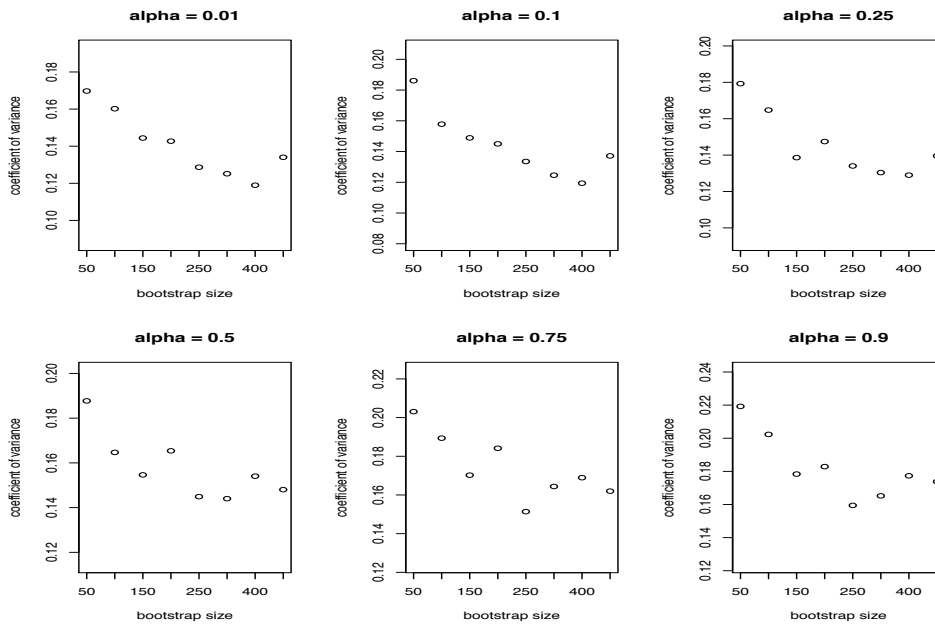 alpha = 0.01
coefficient of variance
0.10 0.12 0.14 0.16 0.18
50 150 250 400
bootstrap size
alpha = 0.1
coefficient of variance
0.08 0.10 0.12 0.14 0.16 0.18 0.20
50 150 250 400
bootstrap size
alpha = 0.25
coefficient of variance
0.10 0.12 0.14 0.16 0.18 0.20
50 150 250 400
bootstrap size
alpha = 0.5
coefficient of variance
0.12 0.14 0.16 0.18 0.20
50 150 250 400
bootstrap size
alpha = 0.75
coefficient of variance
0.12 0.14 0.16 0.18 0.20 0.22
50 150 250 400
bootstrap size
alpha = 0.9
coefficient of variance
0.12 0.14 0.16 0.18 0.20 0.22 0.24
50 150 250 400
bootstrap size